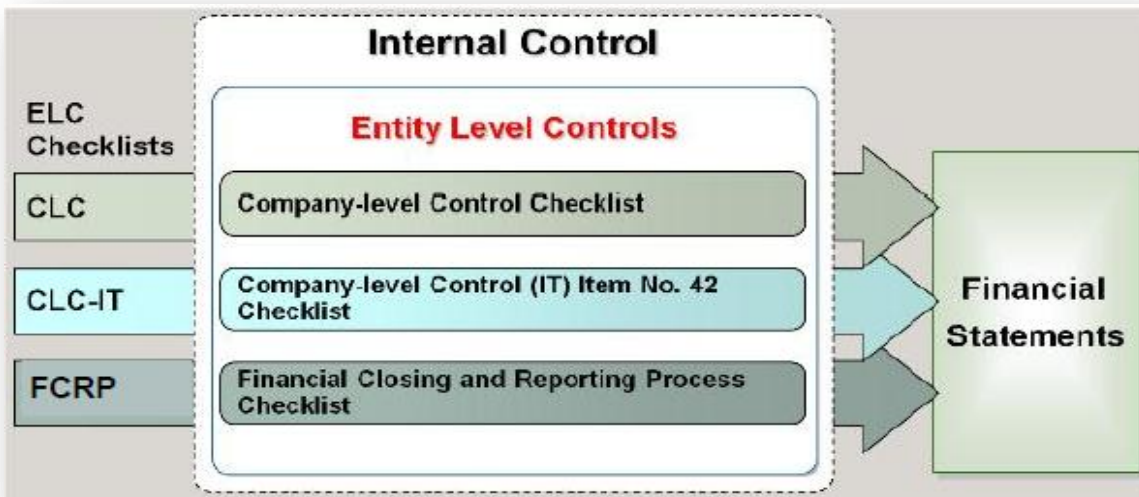 Internal Control
ELC
Checklists
Entity Level Controls
CLC
Company-level Control Checklist
CLC-IT
Company-level Control (IT) Item No. 42
Checklist
FCRP
Financial Closing and Reporting Process
Checklist
Financial
Statements